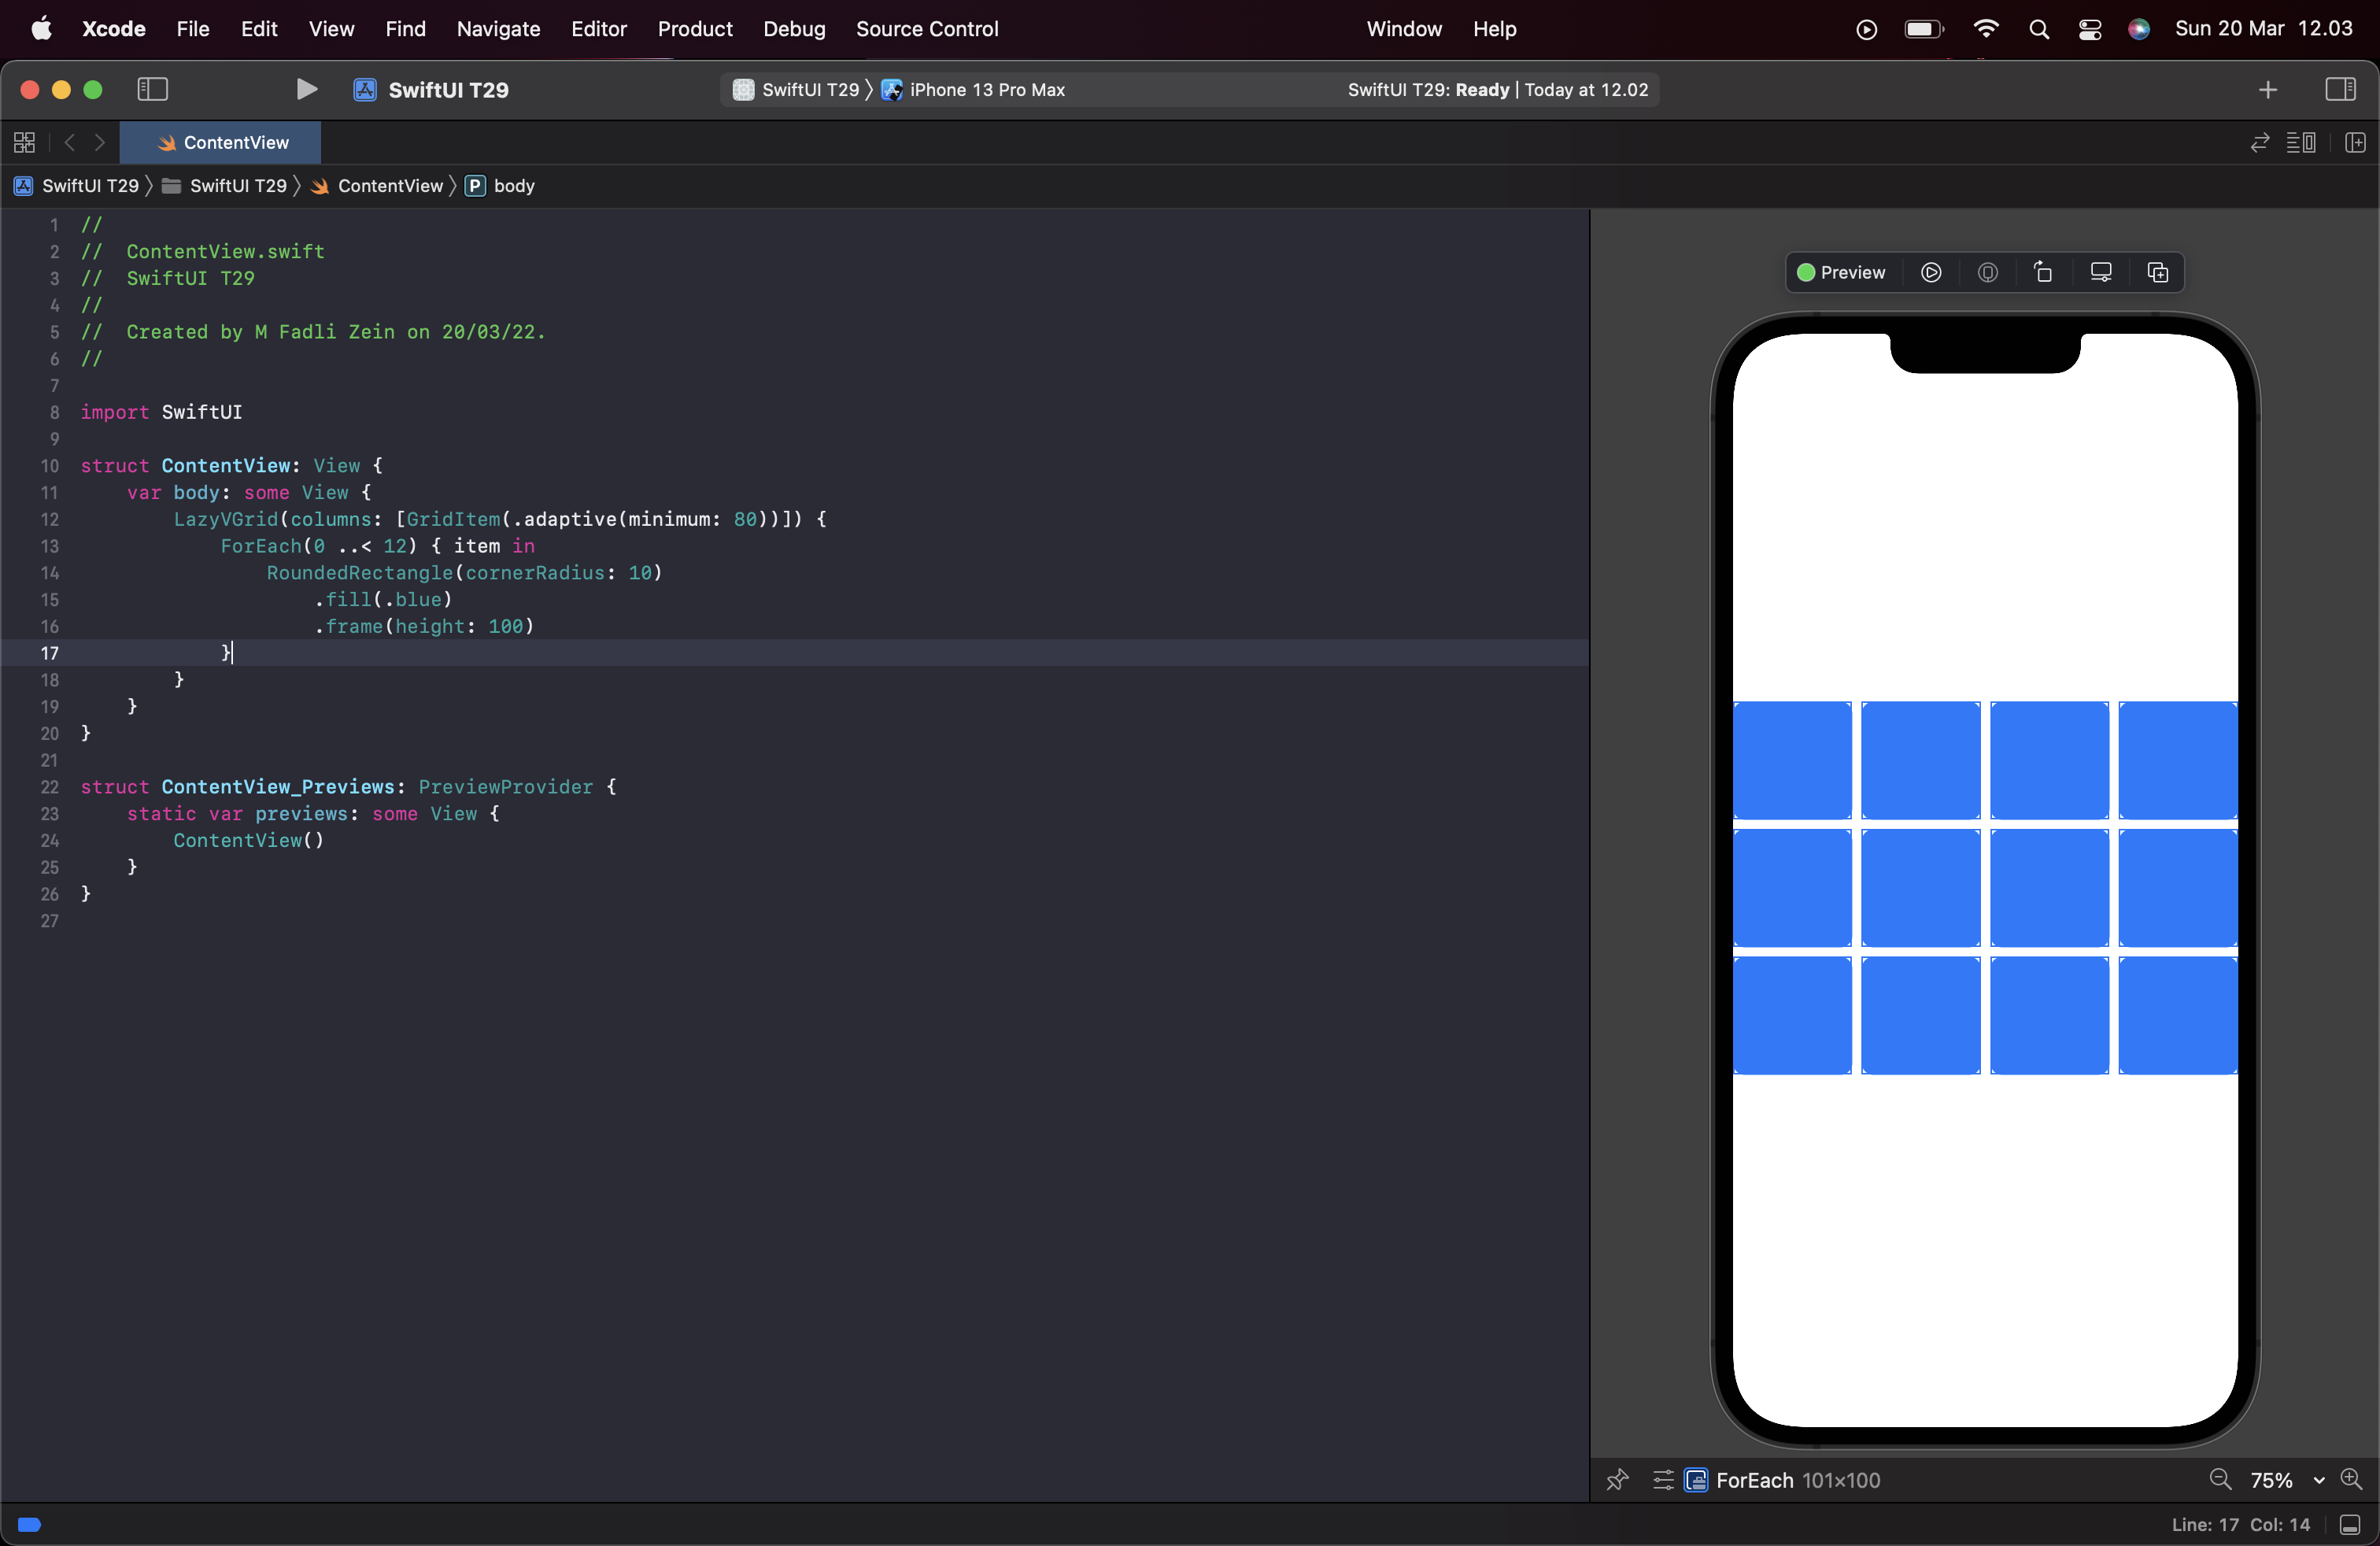 Xcode File Edit View Find Navigate Editor Product Debug Source Control Window Help Sun 20 Mar 12.03
SwiftUI T29 SwiftUI T29 〉 iPhone 13 Pro Max SwiftUI T29: Ready | Today at 12.02
ContentView
SwiftUI T29 〉 SwiftUI T29 〉 ContentView 〉 P body
1 //
2 //  ContentView.swift
3 //  SwiftUI T29
4 //
5 //  Created by M Fadli Zein on 20/03/22.
6 //
7
8 import SwiftUI
9
10 struct ContentView: View {
11     var body: some View {
12         LazyVGrid(columns: [GridItem(.adaptive(minimum: 80))]) {
13             ForEach(0 ..< 12) { item in
14                 RoundedRectangle(cornerRadius: 10)
15                     .fill(.blue)
16                     .frame(height: 100)
17             }
18         }
19     }
20 }
21
22 struct ContentView_Previews: PreviewProvider {
23     static var previews: some View {
24         ContentView()
25     }
26 }
27
Preview
ForEach 101×100 75%
Line: 17 Col: 14